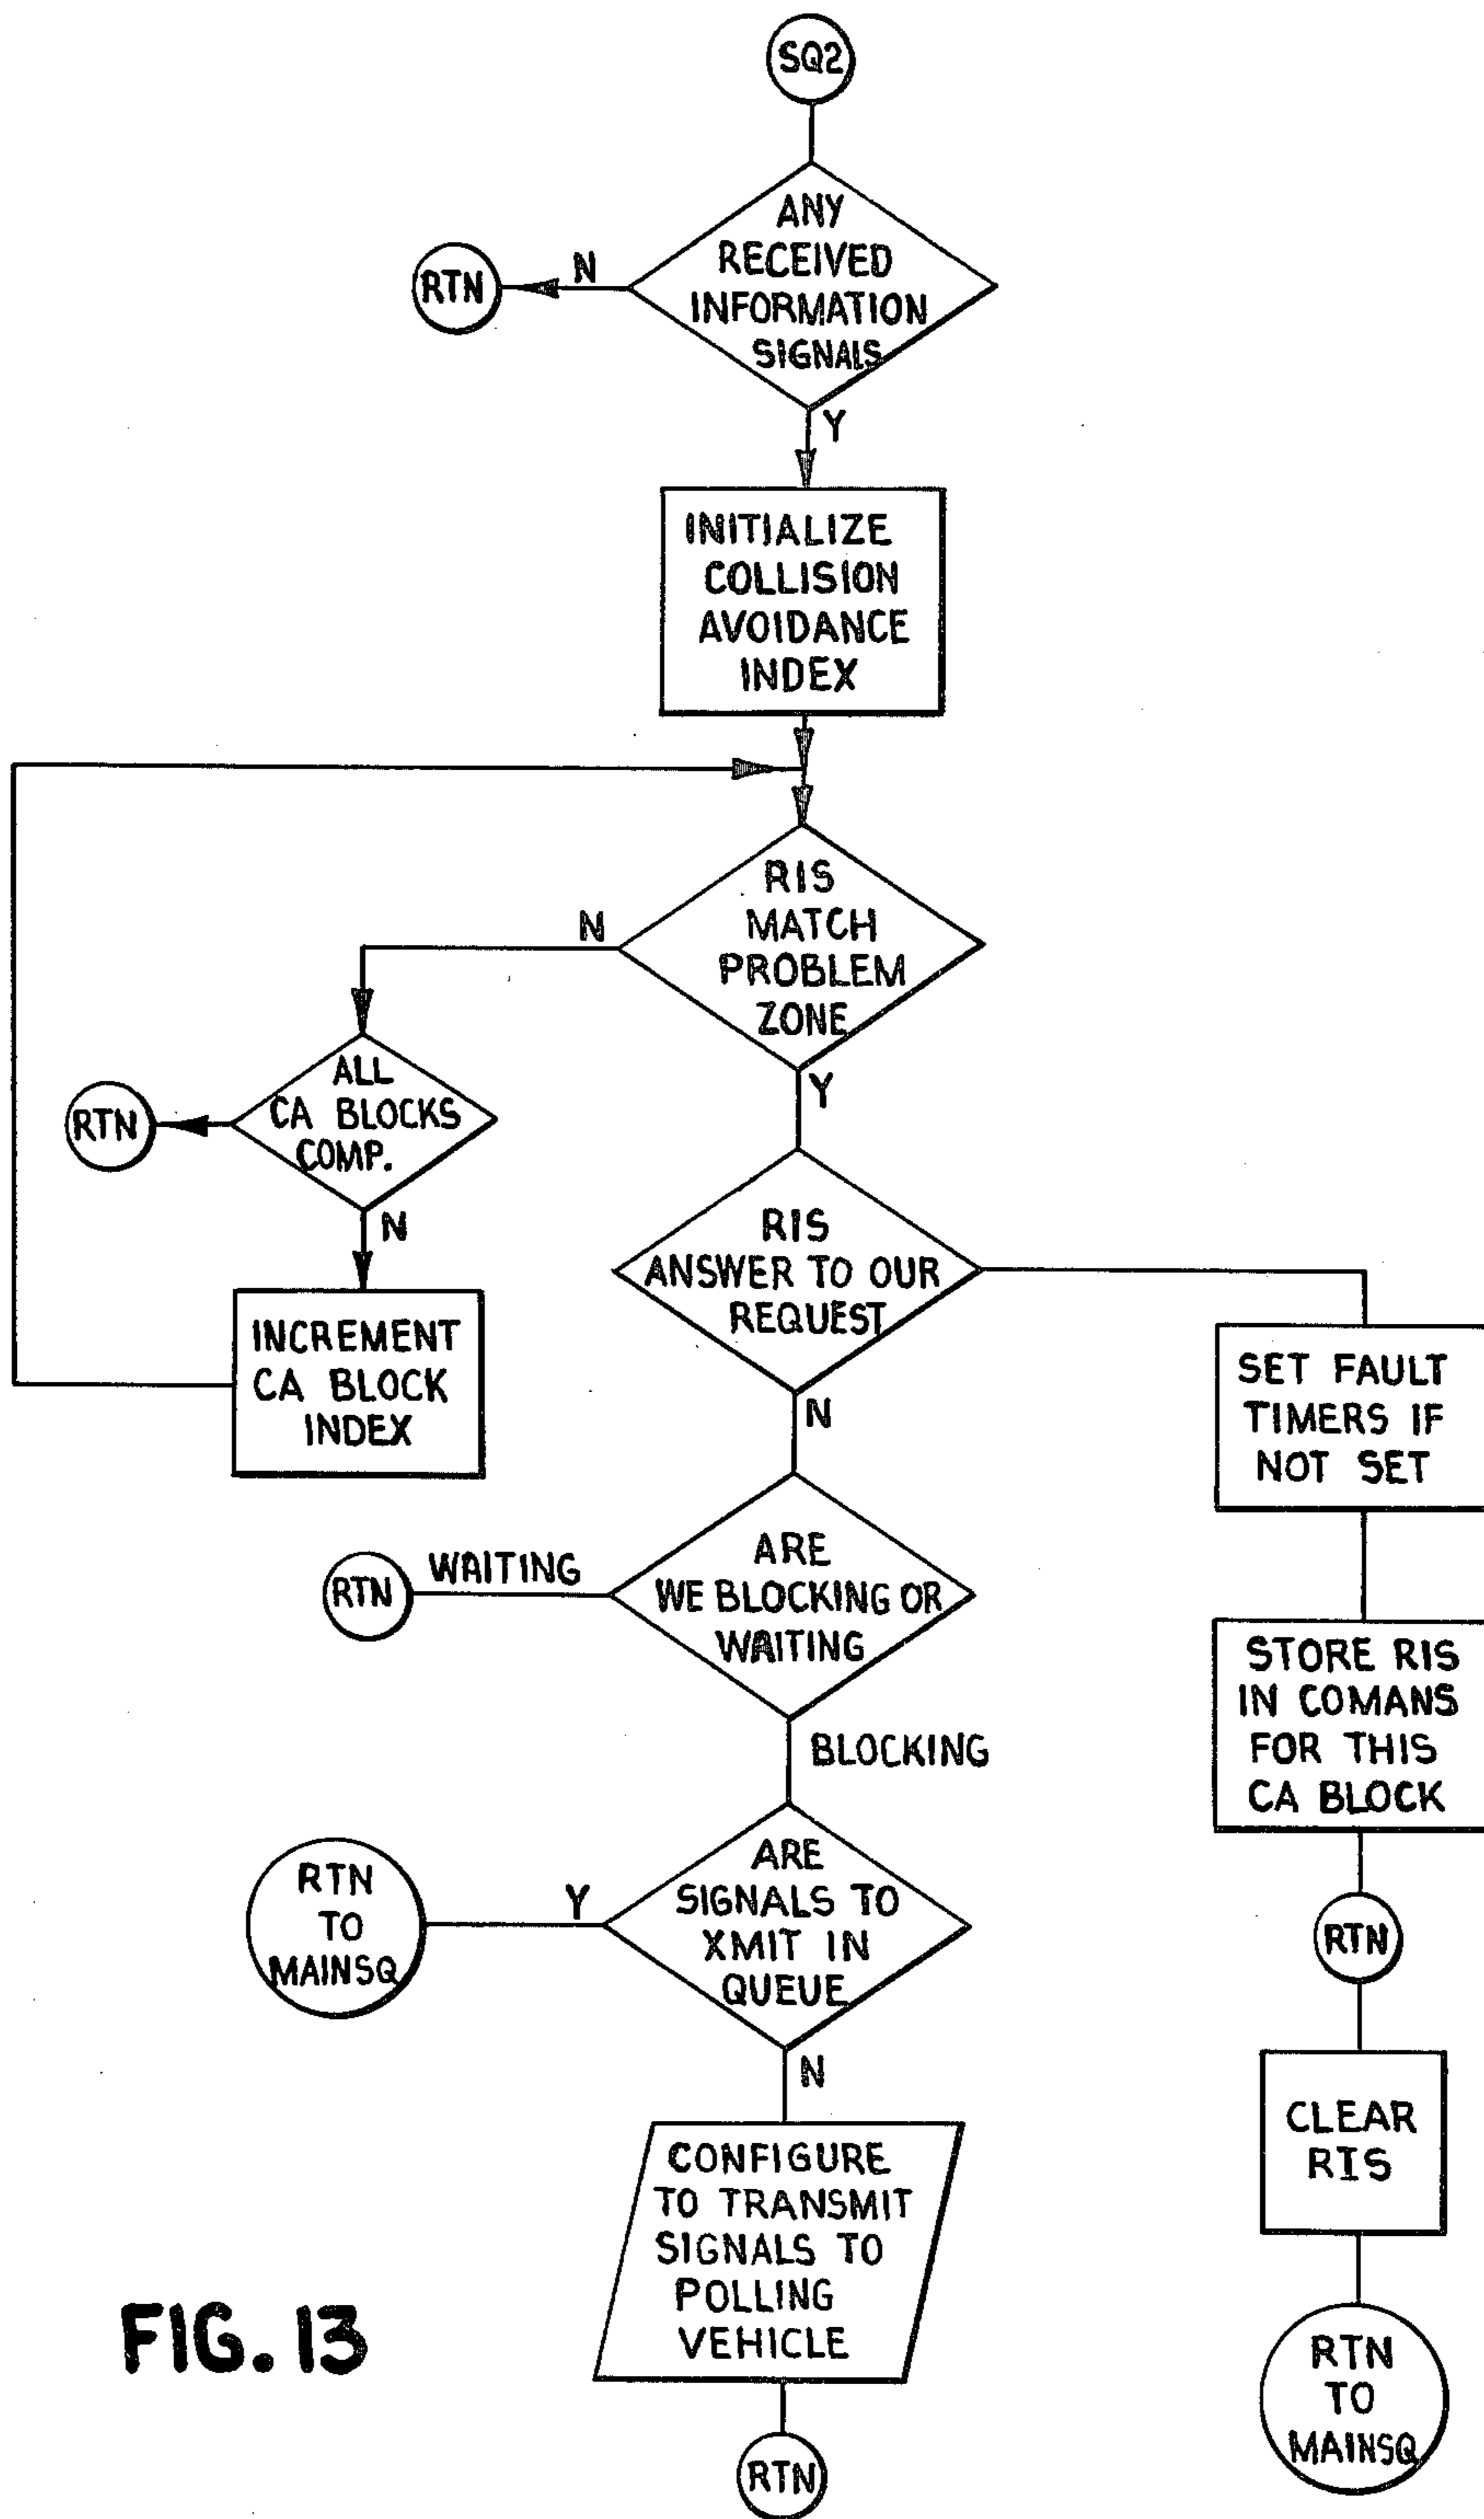 SQ2
ANY
RECEIVED
INFORMATION
SIGNALS
N
RTN
Y
INITIALIZE
COLLISION
AVOIDANCE
INDEX
RIS
MATCH
PROBLEM
ZONE
N
Y
ALL
CA BLOCKS
COMP.
RTN
N
INCREMENT
CA BLOCK
INDEX
RIS
ANSWER TO OUR
REQUEST
N
SET FAULT
TIMERS IF
NOT SET
ARE
WE BLOCKING OR
WAITING
WAITING
RTN
BLOCKING
STORE RIS
IN COMANS
FOR THIS
CA BLOCK
ARE
SIGNALS TO
XMIT IN
QUEUE
Y
RTN
TO
MAINSQ
N
RTN
CONFIGURE
TO TRANSMIT
SIGNALS TO
POLLING
VEHICLE
RTN
CLEAR
RIS
RTN
TO
MAINSQ
FIG. 13